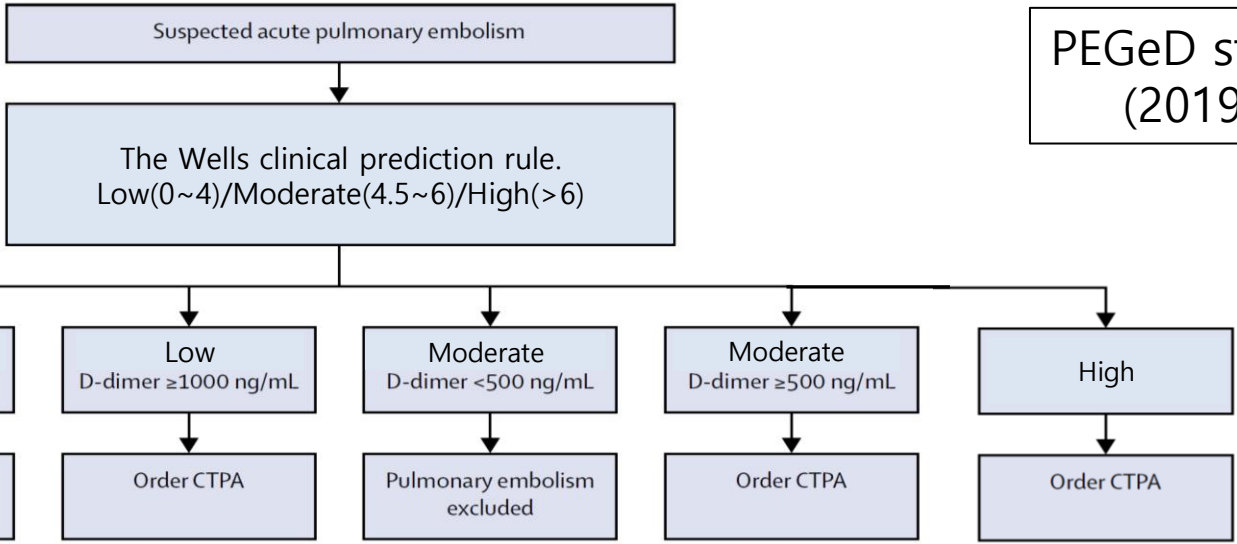 Suspected acute pulmonary embolism
PEGeD
(2019
The Wells clinical prediction rule.
Low(0~4)/Moderate(4.5~6)/High(>6)
Low
D-dimer ≥1000 ng/mL
Moderate
D-dimer <500 ng/mL
Moderate
D-dimer ≥500 ng/mL
High
Order CTPA
Pulmonary embolism
excluded
Order CTPA
Order CTPA